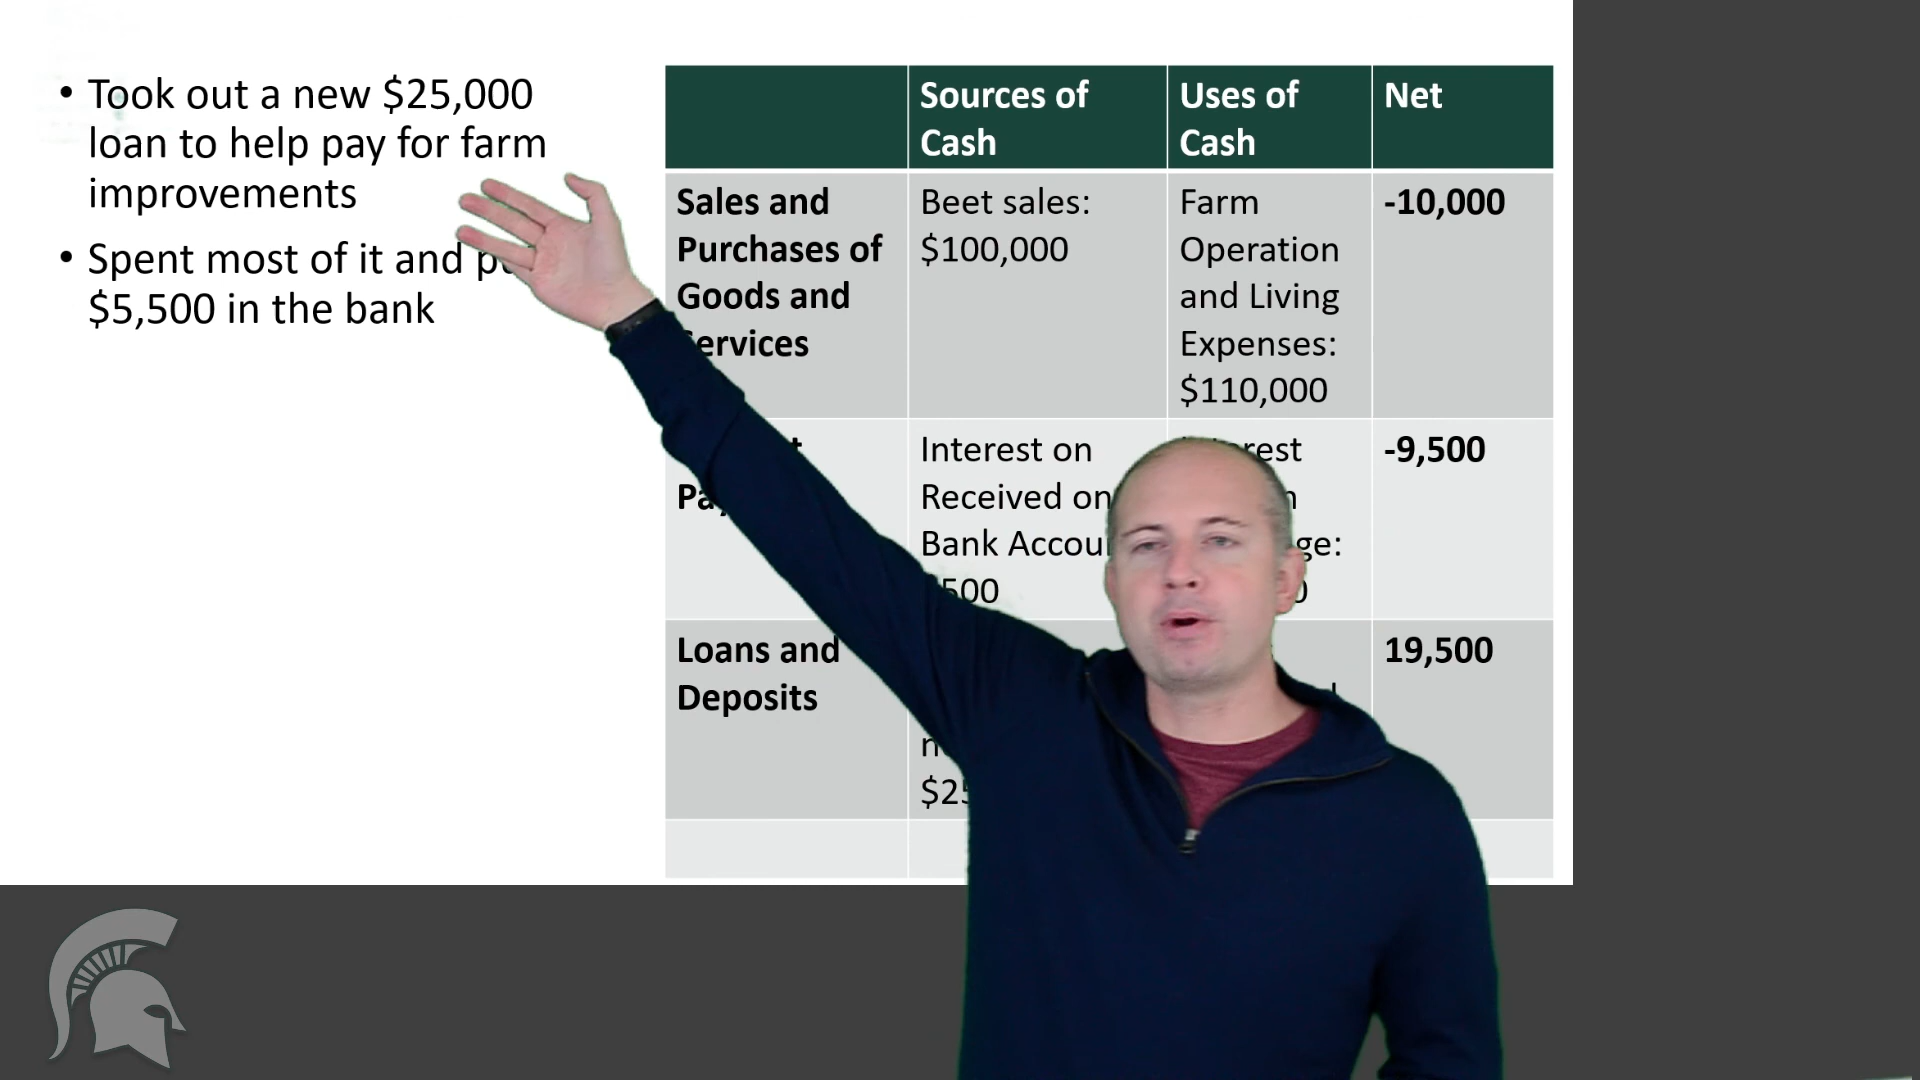 • Took out a new $25,000
loan to help pay for farm
improvements
• Spent most of it and
$5,500 in the bank
Sources of
Cash
Uses of
Cash
Net
Sales and
Purchases of
Goods and
Services
Beet sales:
$100,000
Farm
Operation
and Living
Expenses:
$110,000
-10,000
Interest on
Received on
Bank
-9,500
Loans and
Deposits
19,500